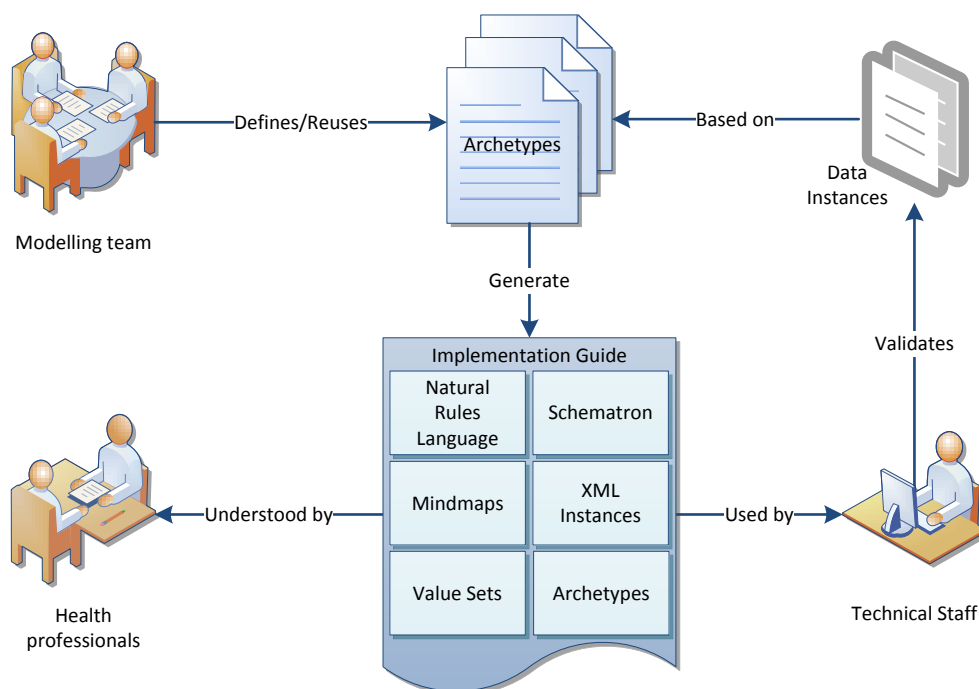 Defines/Reuses
Archetypes
Based on
Data
Instances
Modelling team
Generate
Validates
Implementation Guide
Natural
Rules
Language
Schematron
Mindmaps
XML
Instances
Understood by
Used by
Value Sets
Archetypes
Health
professionals
Technical Staff